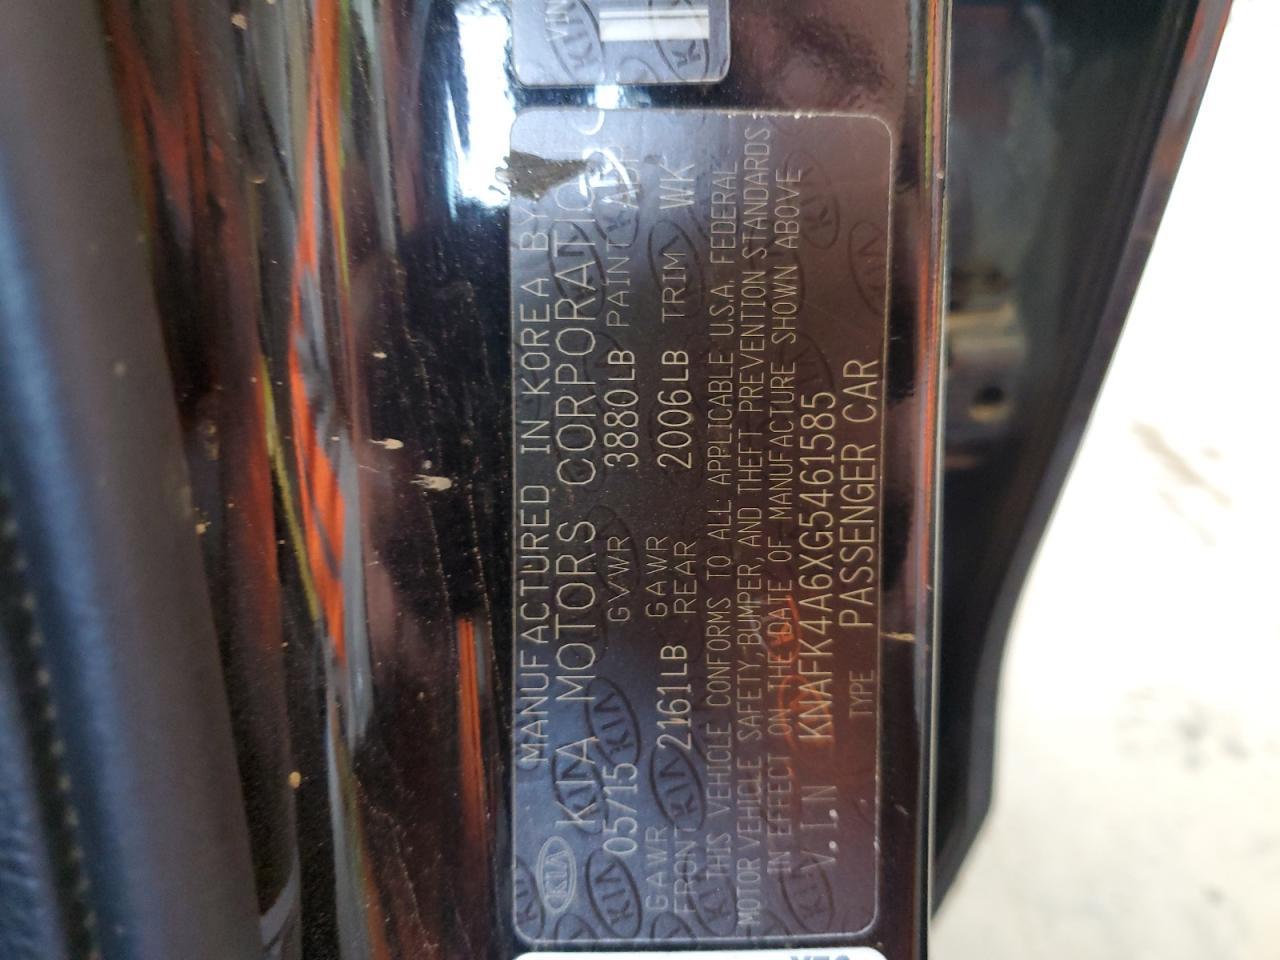 VIN
MANUFACTURED IN KOREA BY
KIA MOTORS CORPORATION
05/15 GVWR 3880LB PAINT
GAWR FRONT 2161LB GAWR REAR 2006LB TRIM WK
THIS VEHICLE CONFORMS TO ALL APPLICABLE U.S.A. FEDERAL
MOTOR VEHICLE SAFETY, BUMPER, AND THEFT PREVENTION STANDARDS
IN EFFECT ON THE DATE OF MANUFACTURE SHOWN ABOVE
V.I.N KNAFK4A6XG5461585
TYPE PASSENGER CAR
KIA